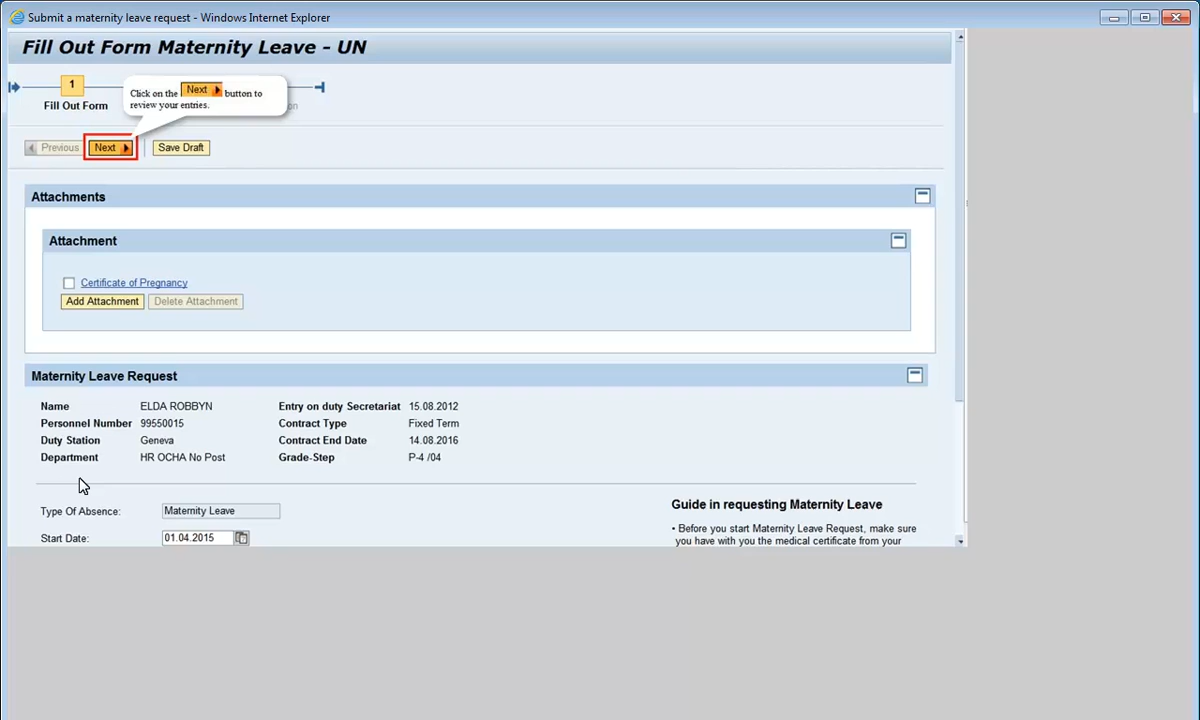 Submit a maternity leave request - Windows Internet Explorer
Fill Out Form Maternity Leave - UN
1
Fill Out Form
Click on the Next button to
review your entries.
Previous Next Save Draft
Attachments
Attachment
Certificate of Pregnancy
Add Attachment Delete Attachment
Maternity Leave Request
Name ELDA ROBBYN Entry on duty Secretariat 15.08.2012
Personnel Number 99550015 Contract Type Fixed Term
Duty Station Geneva Contract End Date 14.08.2016
Department HR OCHA No Post Grade-Step P-4 /04
Type Of Absence: Maternity Leave
Start Date: 01.04.2015
Guide in requesting Maternity Leave
• Before you start Maternity Leave Request, make sure
you have with you the medical certificate from your